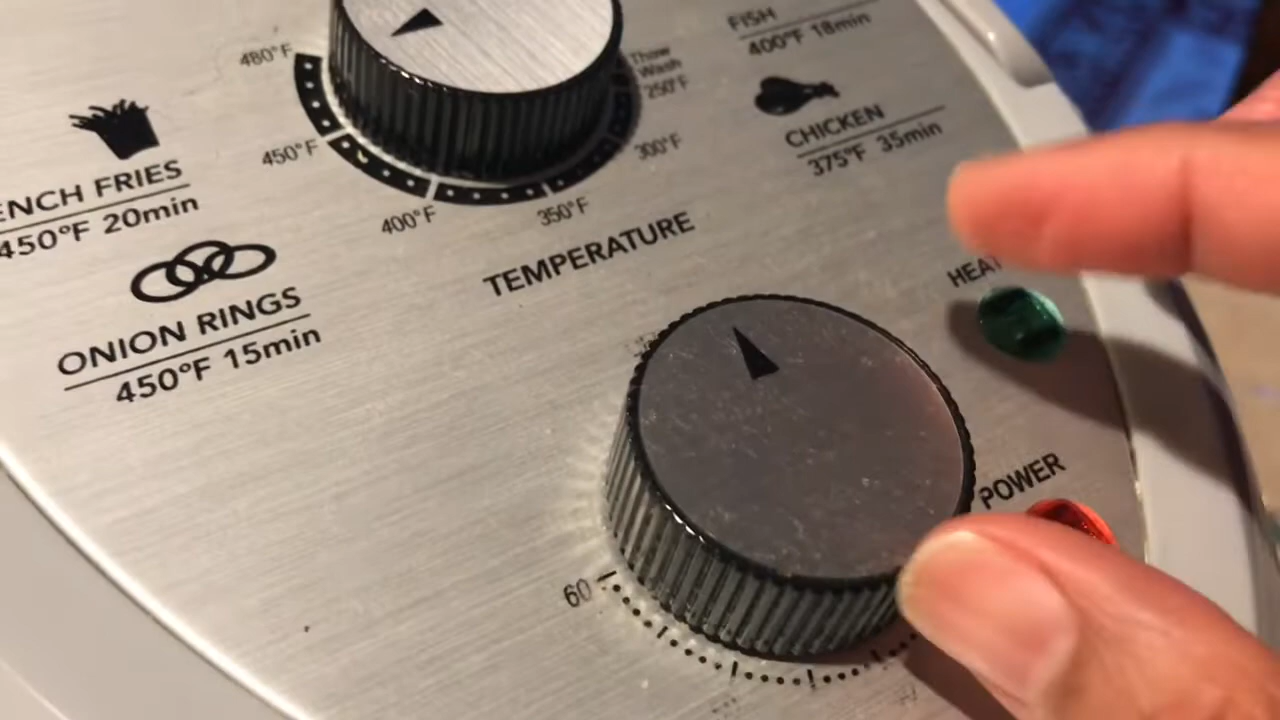 FISH
400°F 18min
480°F
Thaw
Wash
250°F
450°F
300°F
400°F
350°F
CHICKEN
375°F 35min
ENCH FRIES
450°F 20min
TEMPERATURE
ONION RINGS
450°F 15min
HEAT
POWER
60